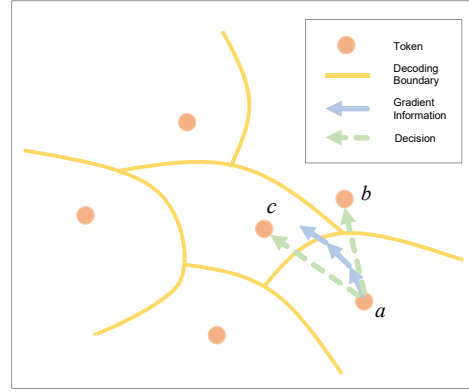 Token
Decoding
Boundary
Gradient
Information
Decision
b
c
a